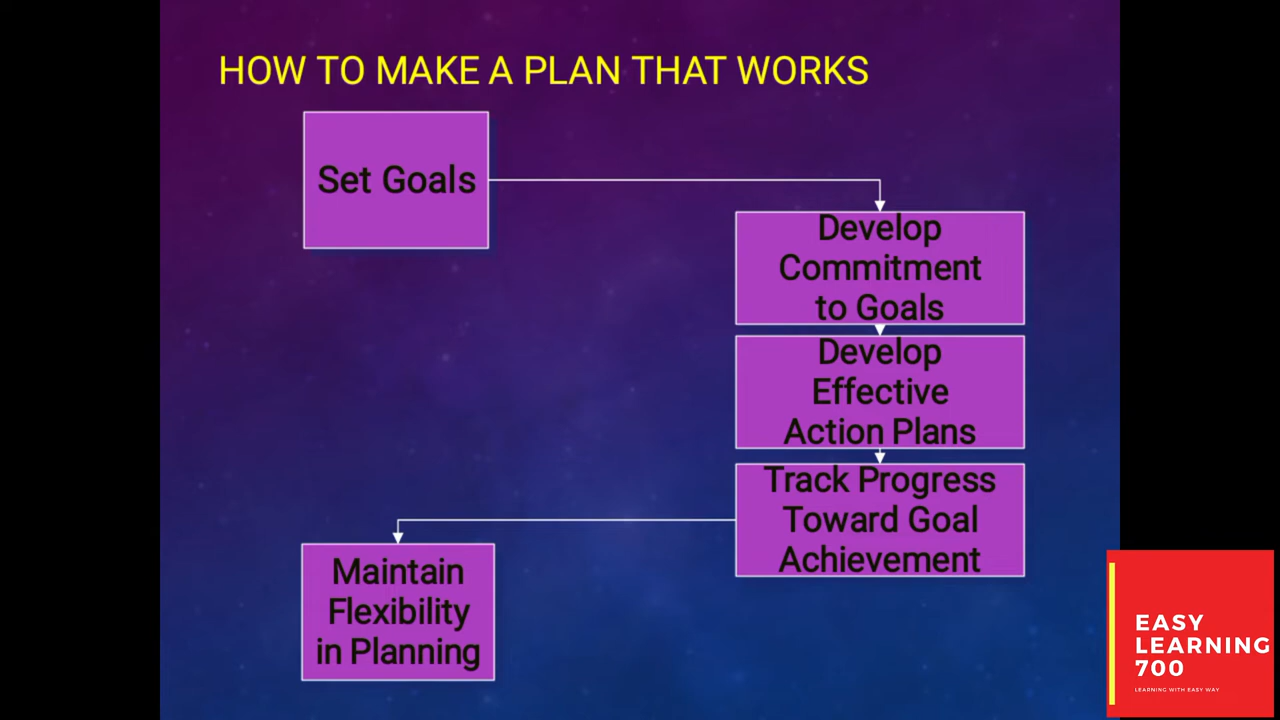 HOW TO MAKE A PLAN THAT WORKS
Set Goals
Develop
Commitment
to Goals
Develop
Effective
Action Plans
Track Progress
Toward Goal
Achievement
Maintain
Flexibility
in Planning
EASY
LEARNING
700
LEARNING WITH EASY WAY